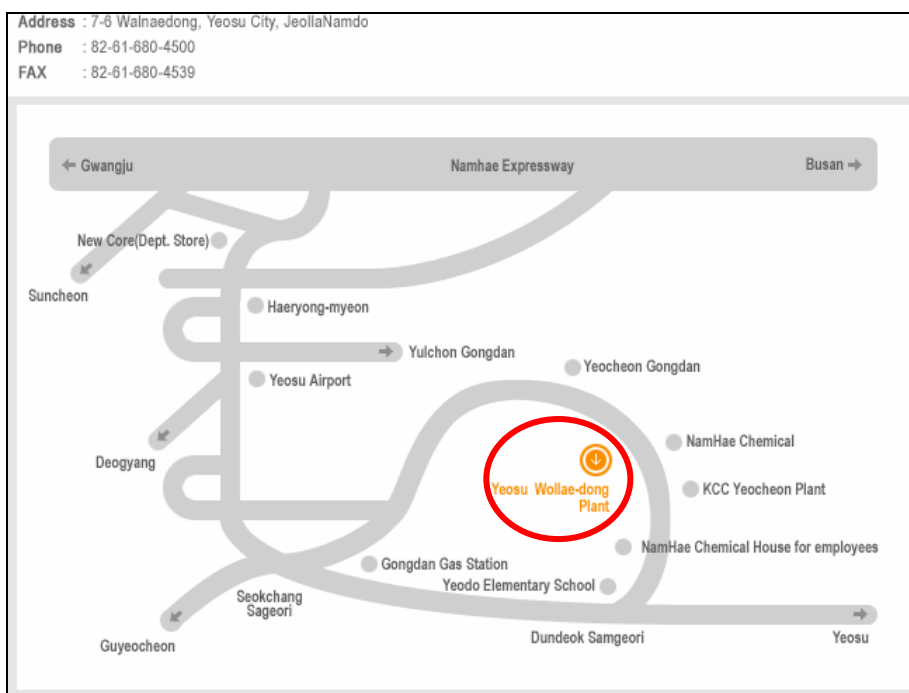 Address : 7-6 Walnaedong, Yeosu City, JeollaNamdo
Phone : 82-61-680-4500
FAX : 82-61-680-4539
← Gwangju
Namhae Expressway
Busan →
New Core(Dept. Store)
Suncheon
Haeryong-myeon
Yulchon Gongdan
Yeocheon Gongdan
Yeosu Airport
NamHae Chemical
Deogyang
Yeosu Wollae-dong
Plant
KCC Yeocheon Plant
NamHae Chemical House for employees
Gongdan Gas Station
Yeodo Elementary School
Seokchang
Sageori
Guyeocheon
Dundeok Samgeori
Yeosu